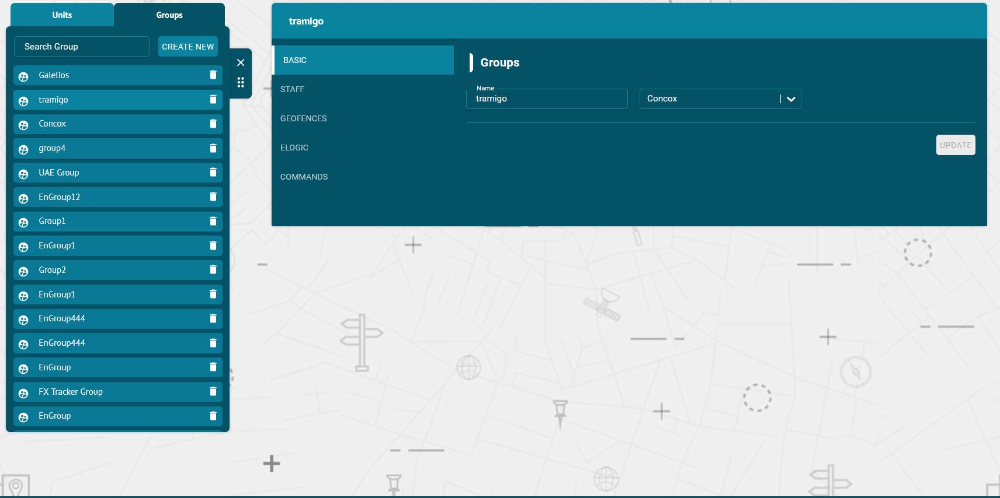 Units
Groups
Search Group
CREATE NEW
Galelios
tramigo
Concox
group4
UAE Group
EnGroup12
Group1
EnGroup1
Group2
EnGroup1
EnGroup444
EnGroup444
EnGroup
FX Tracker Group
EnGroup
tramigo
BASIC
STAFF
GEOFENCES
ELOGIC
COMMANDS
Groups
Name
tramigo
Concox
UPDATE